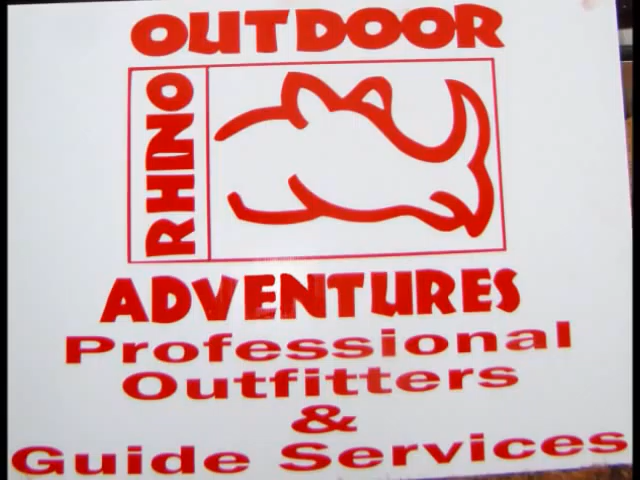 OUTDOOR
RHINO
ADVENTURES
Professional
Outfitters
&
Guide Services